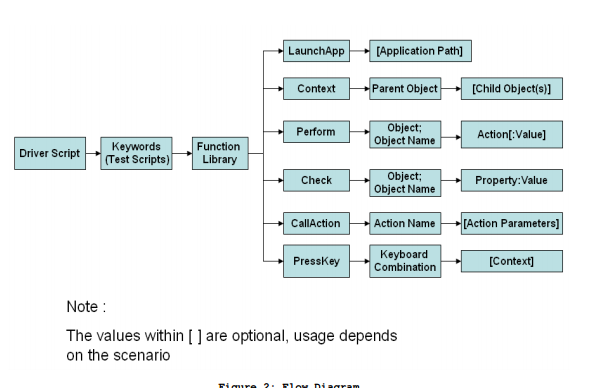 LaunchApp
[Application Path]
Context
Parent Object
[Child Object(s)]
Driver Script
Keywords
(Test Scripts)
Function
Library
Perform
Object;
Object Name
Action[:Value]
Check
Object;
Object Name
Property:Value
CallAction
Action Name
[Action Parameters]
PressKey
Keyboard
Combination
[Context]
Note :
The values within [ ] are optional, usage depends
on the scenario
Figure 2: Flow Diagram